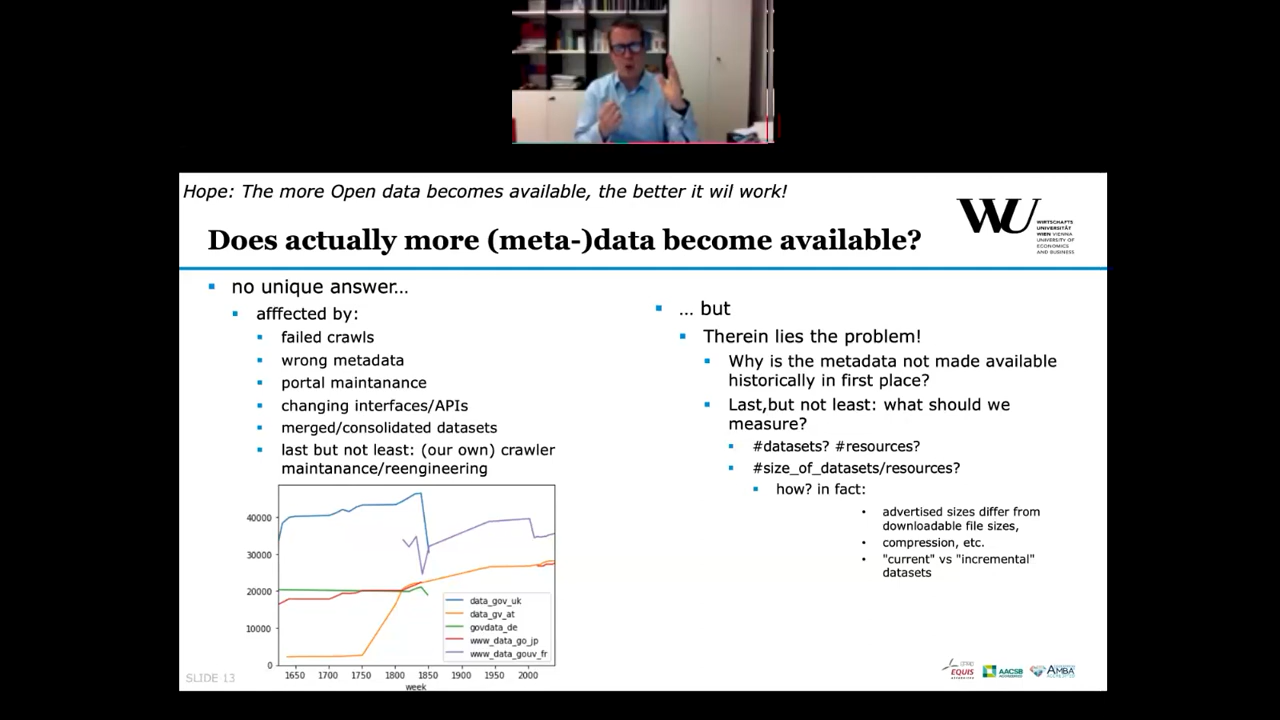 Hope: The more Open data becomes available, the better it wil work!
Does actually more (meta-)data become available?
WU
WIRTSCHAFTS
UNIVERSITÄT
WIEN VIENNA
UNIVERSITY OF
ECONOMICS
AND BUSINESS
no unique answer...
afffected by:
failed crawls
wrong metadata
portal maintanance
changing interfaces/APIs
merged/consolidated datasets
last but not least: (our own) crawler
maintanance/reengineering
... but
Therein lies the problem!
Why is the metadata not made available
historically in first place?
Last,but not least: what should we
measure?
#datasets? #resources?
#size_of_datasets/resources?
how? in fact:
advertised sizes differ from
downloadable file sizes,
compression, etc.
"current" vs "incremental"
datasets
40000
30000
20000
10000
0
data_gov_uk
data_gv_at
govdata_de
www_data_go_jp
www_data_gouv_fr
1650 1700 1750 1800 1850 1900 1950 2000
week
SLIDE 13
EQUIS
AACSB
AMBA